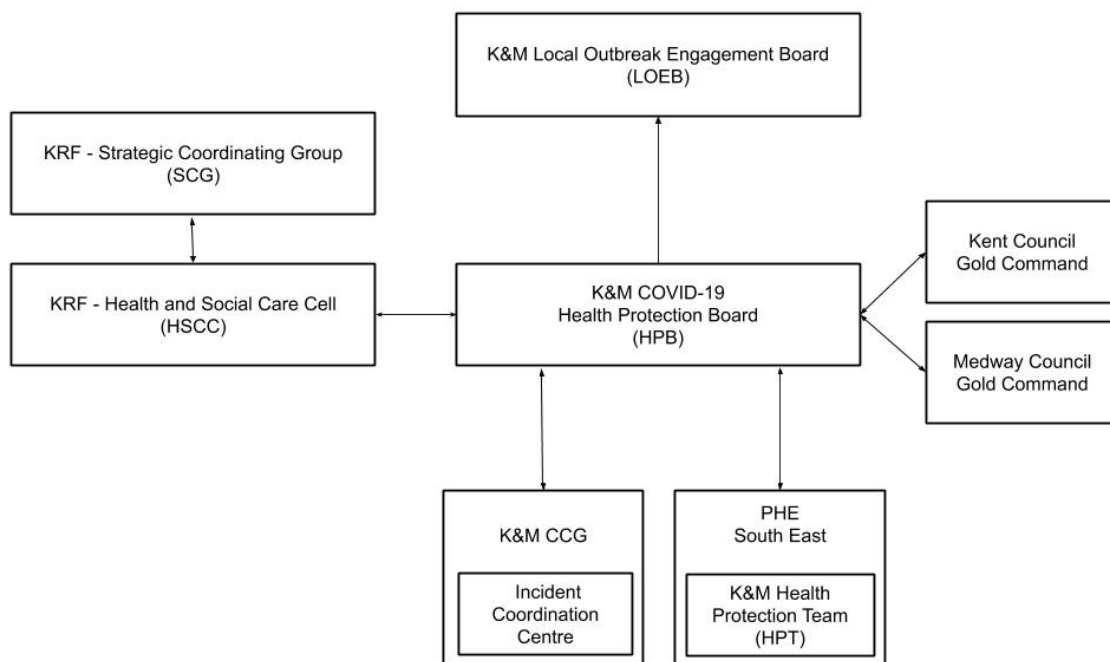 K&M Local Outbreak Engagement Board
(LOEB)
KRF - Strategic Coordinating Group
(SCG)
Kent Council
Gold Command
KRF - Health and Social Care Cell
(HSCC)
K&M COVID-19
Health Protection Board
(HPB)
Medway Council
Gold Command
K&M CCG
Incident
Coordination
Centre
PHE
South East
K&M Health
Protection Team
(HPT)